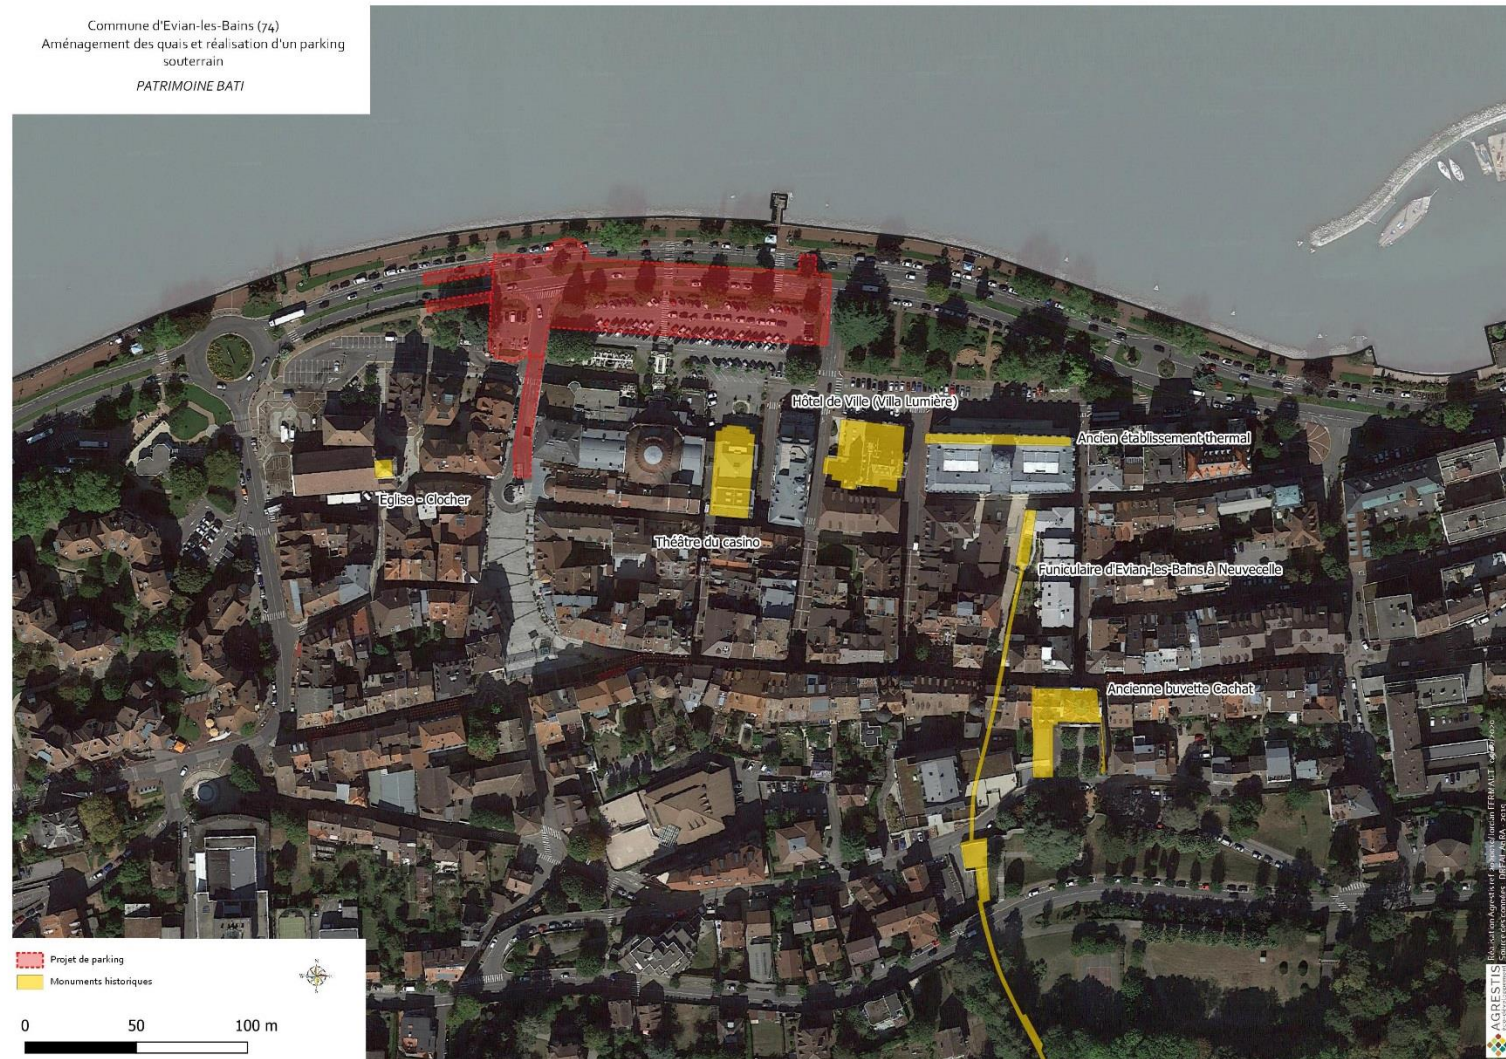 Commune d'Evian-les-Bains (74)
Aménagement des quais et réalisation d'un parking
souterrain
PATRIMOINE BATI
Hôtel de Ville (Villa Lumière)
Ancien établissement thermal
Eglise - Clocher
Théâtre du casino
Funiculaire d'Evian-les-Bains à Neuvecelle
Ancienne buvette Cachat
Projet de parking
Monuments historiques
N
0 50 100 m
AGRESTIS